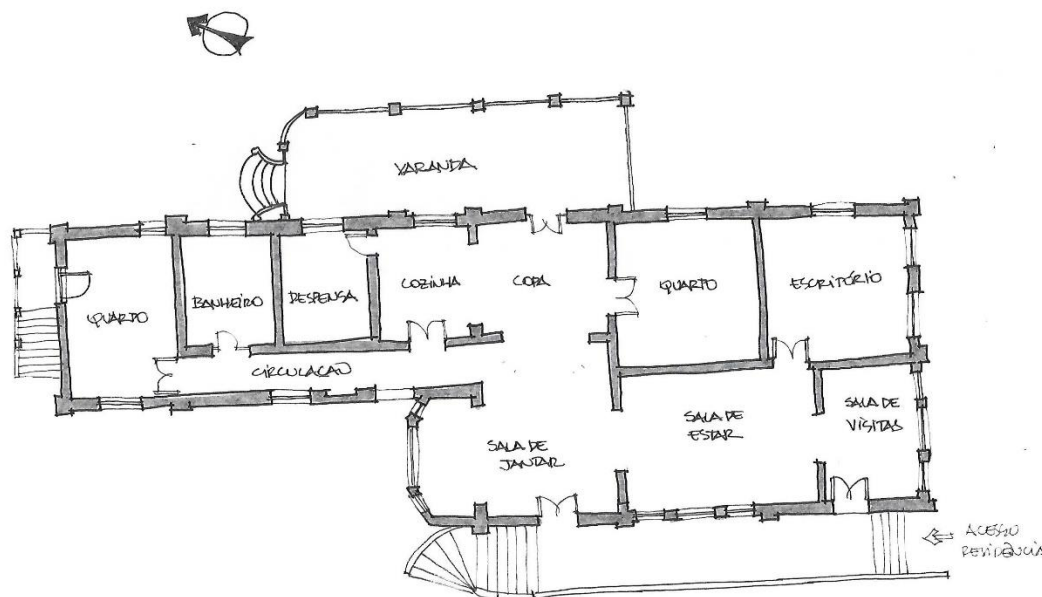 VARANDA
QUARTO
BANHEIRO
DESPENSA
COZINHA
COPA
QUARTO
ESCRITÓRIO
CIRCULACAO
SALA DE
JANTAR
SALA DE
ESTAR
SALA DE
VISITAS
ACESSO
RESIDÊNCIA